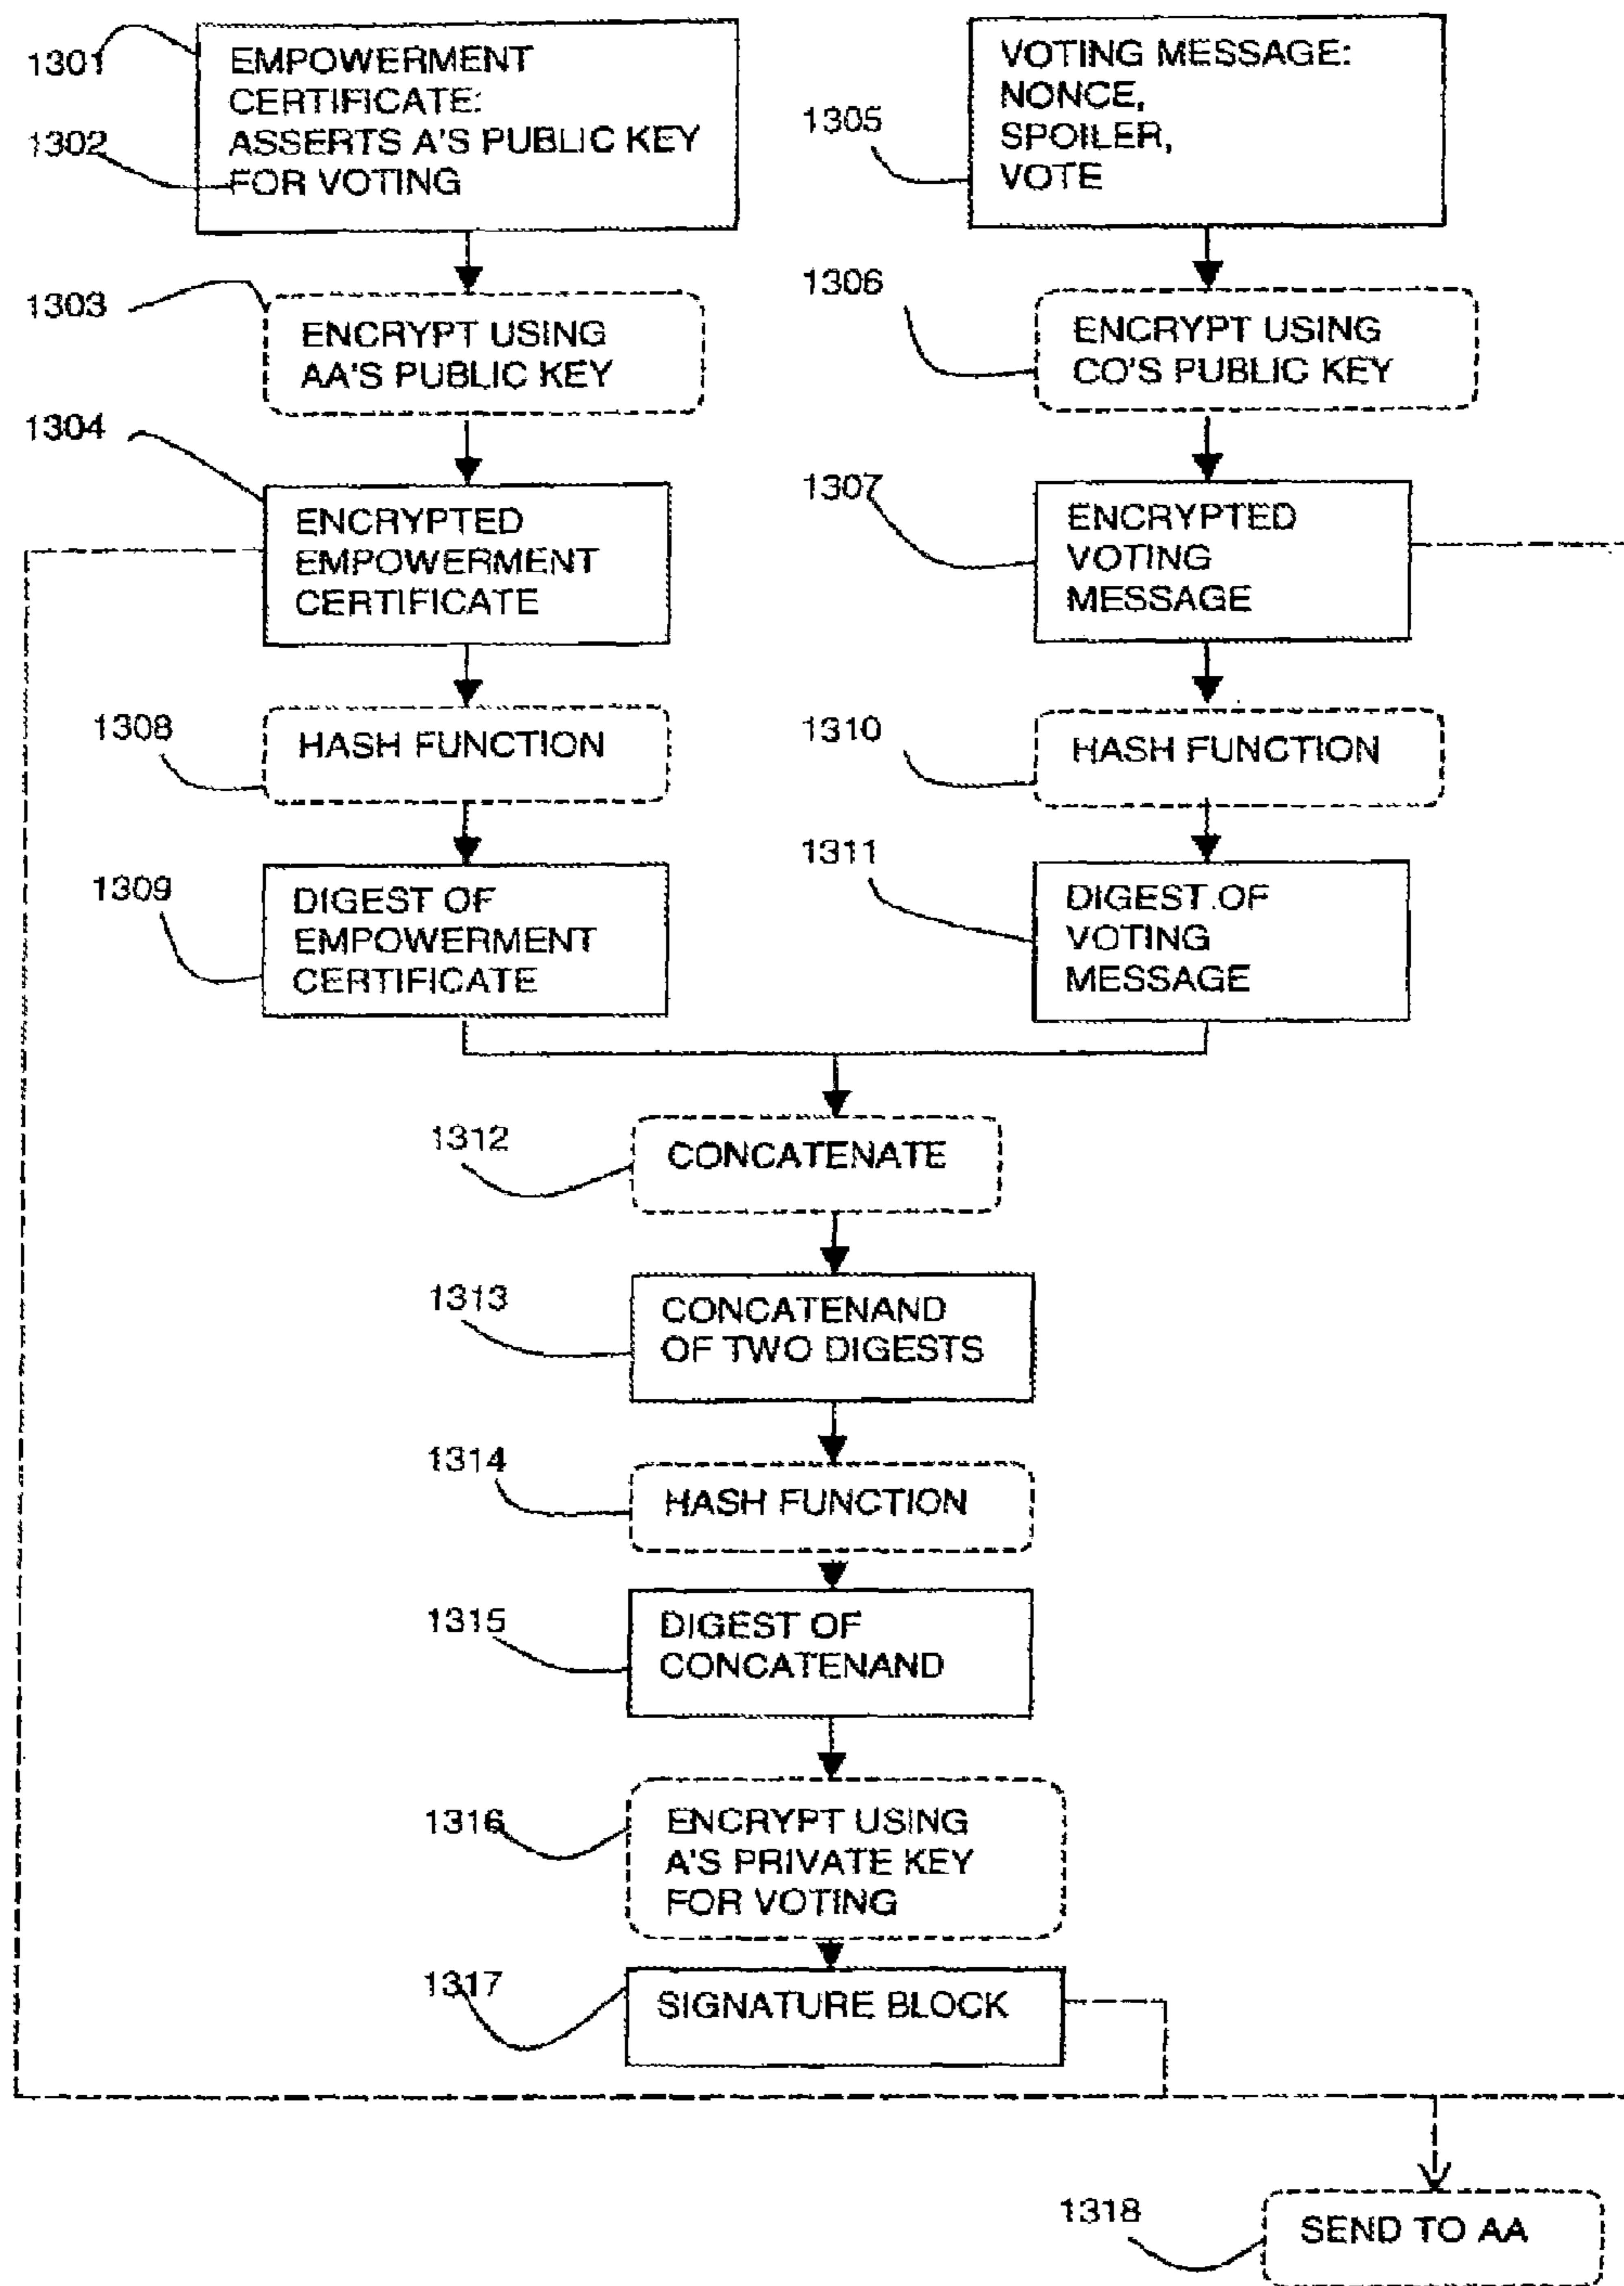 1301
EMPOWERMENT
CERTIFICATE:
1302
ASSERTS A'S PUBLIC KEY
FOR VOTING
VOTING MESSAGE:
NONCE,
1305
SPOILER,
VOTE
1303
ENCRYPT USING
AA'S PUBLIC KEY
1306
ENCRYPT USING
CO'S PUBLIC KEY
1304
ENCRYPTED
EMPOWERMENT
CERTIFICATE
1307
ENCRYPTED
VOTING
MESSAGE
1308
HASH FUNCTION
1310
HASH FUNCTION
1309
DIGEST OF
EMPOWERMENT
CERTIFICATE
1311
DIGEST OF
VOTING
MESSAGE
1312
CONCATENATE
1313
CONCATENAND
OF TWO DIGESTS
1314
HASH FUNCTION
1315
DIGEST OF
CONCATENAND
1316
ENCRYPT USING
A'S PRIVATE KEY
FOR VOTING
1317
SIGNATURE BLOCK
1318
SEND TO AA